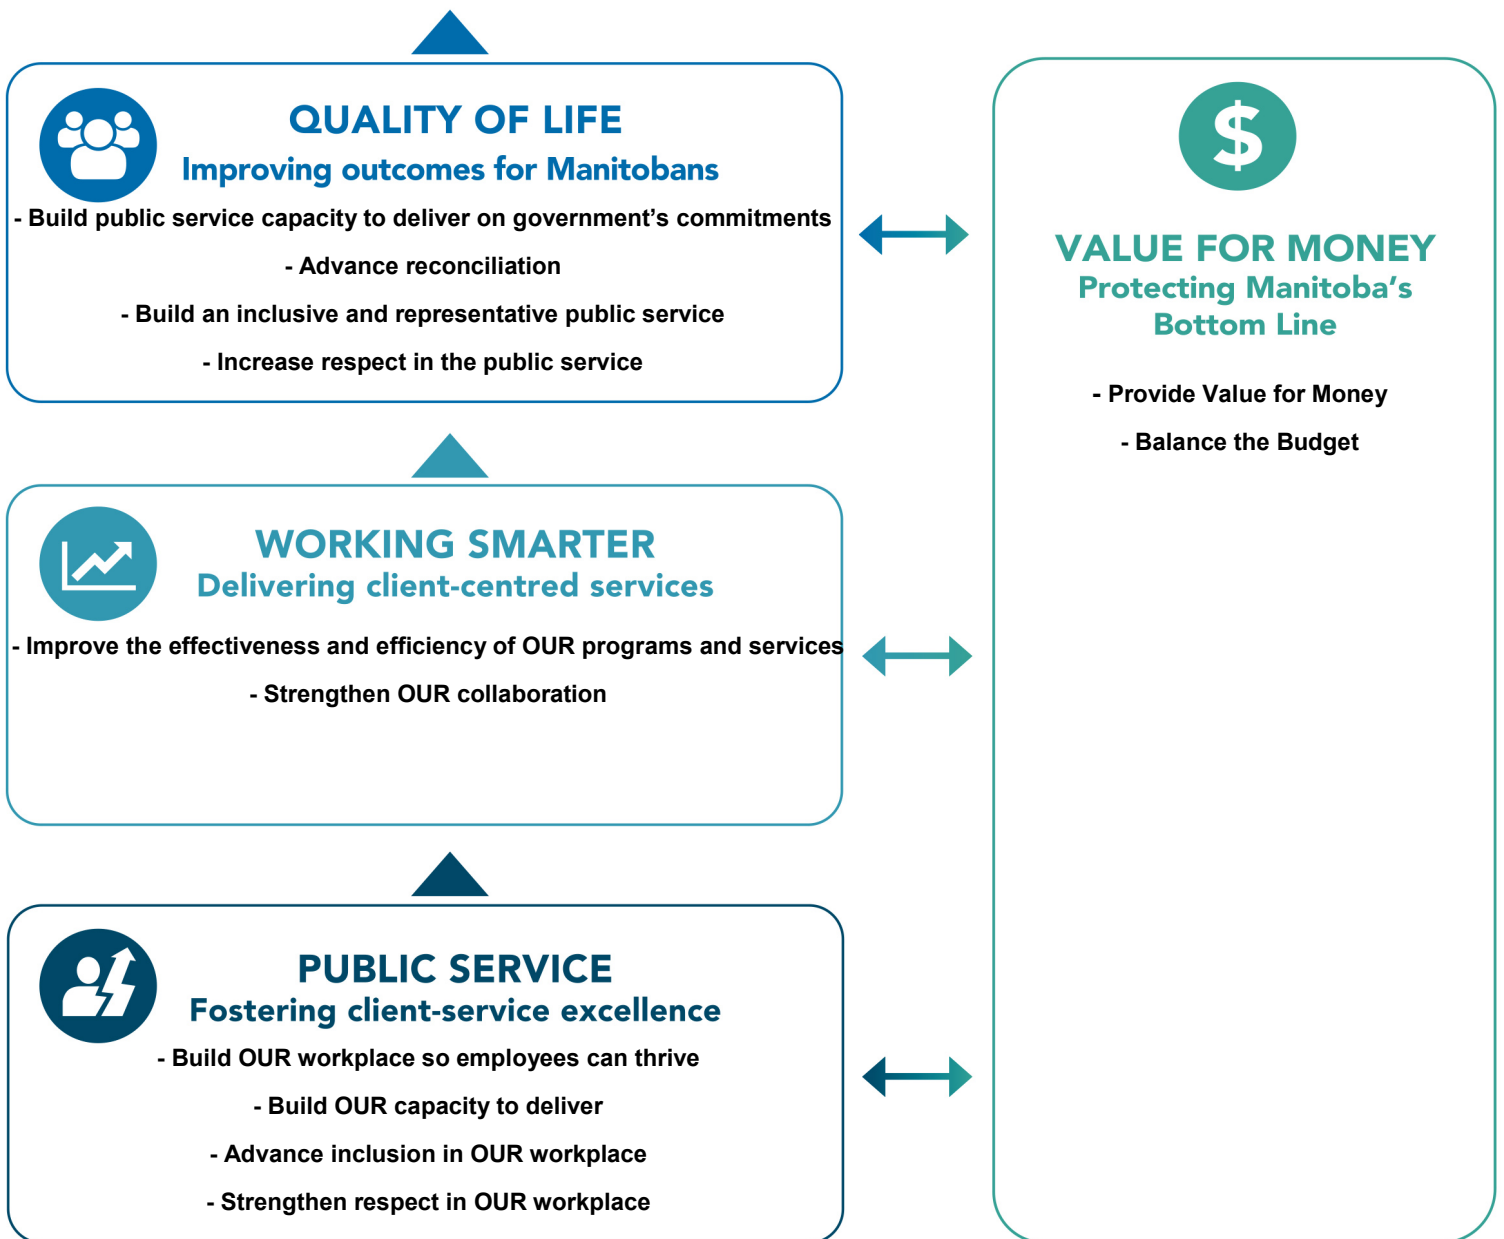 QUALITY OF LIFE
Improving outcomes for Manitobans
- Build public service capacity to deliver on government’s commitments
- Advance reconciliation
- Build an inclusive and representative public service
- Increase respect in the public service
WORKING SMARTER
Delivering client-centred services
- Improve the effectiveness and efficiency of OUR programs and services
- Strengthen OUR collaboration
PUBLIC SERVICE
Fostering client-service excellence
- Build OUR workplace so employees can thrive
- Build OUR capacity to deliver
- Advance inclusion in OUR workplace
- Strengthen respect in OUR workplace
$
VALUE FOR MONEY
Protecting Manitoba’s
Bottom Line
- Provide Value for Money
- Balance the Budget